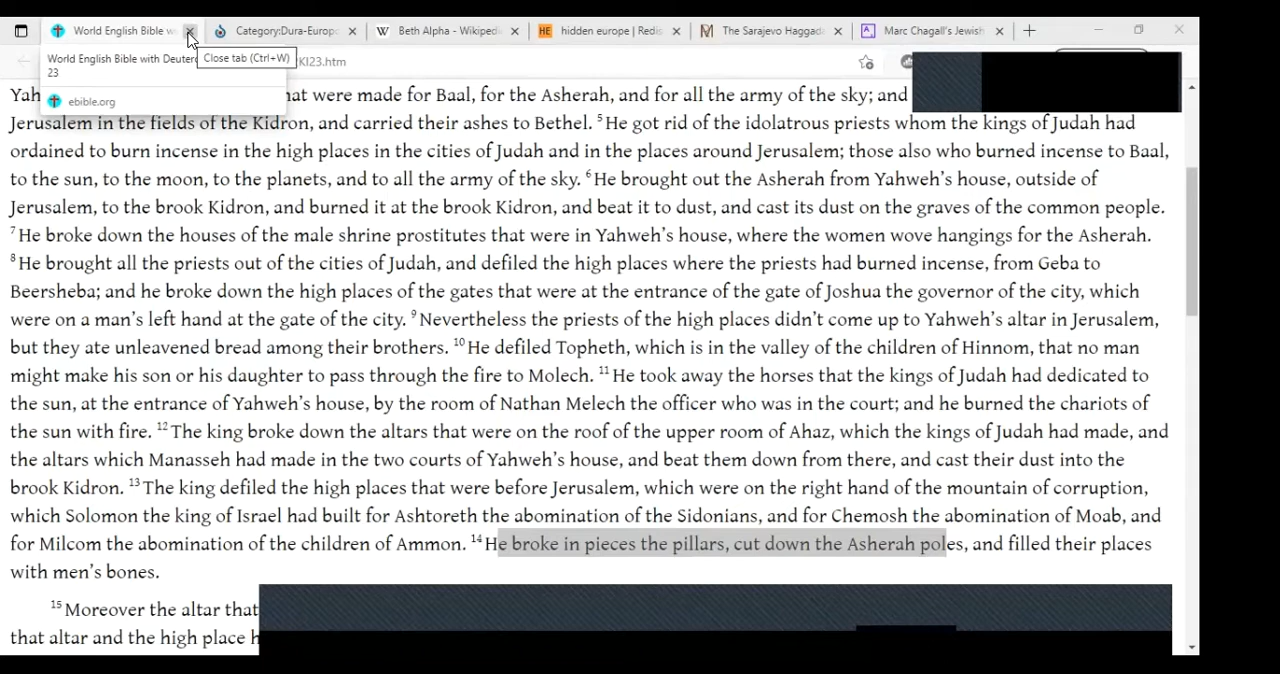 World English Bible w
Category:Dura-Europ
Beth Alpha - Wikiped
hidden europe | Redis
The Sarajevo Haggad
Marc Chagall's Jewish
World English Bible with Deuter
23
Close tab (Ctrl+W)
KI23.htm
ebible.org
Yah hat were made for Baal, for the Asherah, and for all the army of the sky; and
Jerusalem in the fields of the Kidron, and carried their ashes to Bethel. 5 He got rid of the idolatrous priests whom the kings of Judah had
ordained to burn incense in the high places in the cities of Judah and in the places around Jerusalem; those also who burned incense to Baal,
to the sun, to the moon, to the planets, and to all the army of the sky. 6 He brought out the Asherah from Yahweh’s house, outside of
Jerusalem, to the brook Kidron, and burned it at the brook Kidron, and beat it to dust, and cast its dust on the graves of the common people.
7 He broke down the houses of the male shrine prostitutes that were in Yahweh’s house, where the women wove hangings for the Asherah.
8 He brought all the priests out of the cities of Judah, and defiled the high places where the priests had burned incense, from Geba to
Beersheba; and he broke down the high places of the gates that were at the entrance of the gate of Joshua the governor of the city, which
were on a man’s left hand at the gate of the city. 9 Nevertheless the priests of the high places didn’t come up to Yahweh’s altar in Jerusalem,
but they ate unleavened bread among their brothers. 10 He defiled Topheth, which is in the valley of the children of Hinnom, that no man
might make his son or his daughter to pass through the fire to Molech. 11 He took away the horses that the kings of Judah had dedicated to
the sun, at the entrance of Yahweh’s house, by the room of Nathan Melech the officer who was in the court; and he burned the chariots of
the sun with fire. 12 The king broke down the altars that were on the roof of the upper room of Ahaz, which the kings of Judah had made, and
the altars which Manasseh had made in the two courts of Yahweh’s house, and beat them down from there, and cast their dust into the
brook Kidron. 13 The king defiled the high places that were before Jerusalem, which were on the right hand of the mountain of corruption,
which Solomon the king of Israel had built for Ashtoreth the abomination of the Sidonians, and for Chemosh the abomination of Moab, and
for Milcom the abomination of the children of Ammon. 14 He broke in pieces the pillars, cut down the Asherah poles, and filled their places
with men’s bones.
15 Moreover the altar that
that altar and the high place h